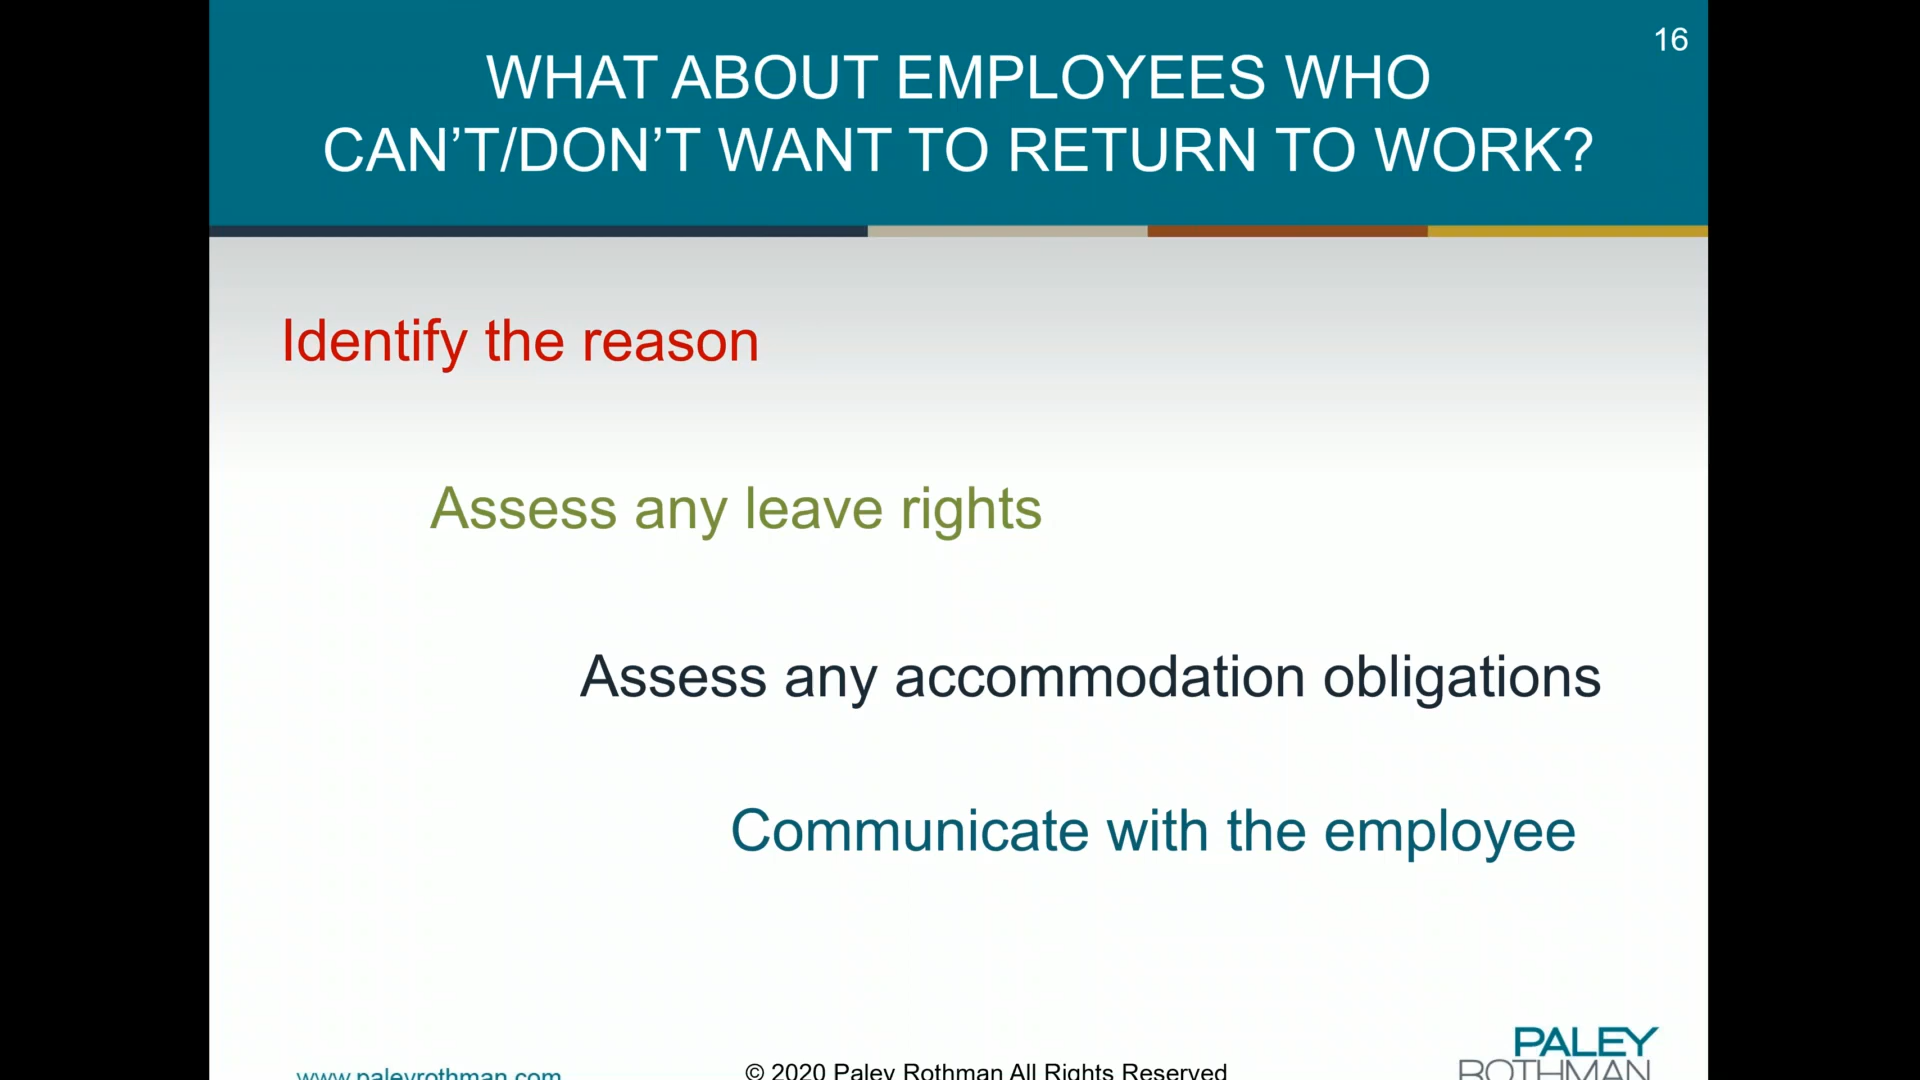 16
WHAT ABOUT EMPLOYEES WHO
CAN’T/DON’T WANT TO RETURN TO WORK?
Identify the reason
Assess any leave rights
Assess any accommodation obligations
Communicate with the employee
www.paleyrothman.com
© 2020 Paley Rothman All Rights Reserved
PALEY
ROTHMAN